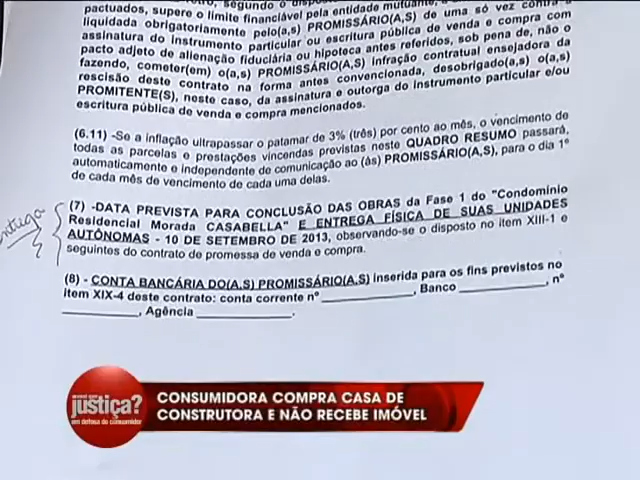 segundo o
pactuados, supere o limite financiável pela entidade mutuante, a
liquidada obrigatoriamente pelo(a,s) PROMISSÁRIO(A,S) de uma só vez contra a
assinatura do instrumento particular ou escritura pública de venda e compra com
pacto adjeto de alienação fiduciária ou hipoteca antes referidos, sob pena de, não o
fazendo, cometer(em) o(a,s) PROMISSÁRIO(A,S) infração contratual ensejadora da
rescisão deste contrato na forma antes convencionada, desobrigado(a,s) o(a,s)
PROMITENTE(S), neste caso, da assinatura e outorga do instrumento particular e/ou
escritura pública de venda e compra mencionados.
(6.11) -Se a inflação ultrapassar o patamar de 3% (três) por cento ao mês, o vencimento de
todas as parcelas e prestações vincendas previstas neste QUADRO RESUMO passará,
automaticamente e independente de comunicação ao (às) PROMISSÁRIO(A,S), para o dia 1º
de cada mês de vencimento de cada uma delas.
entrega
(7) -DATA PREVISTA PARA CONCLUSÃO DAS OBRAS da Fase 1 do "Condomínio
Residencial Morada CASABELLA" E ENTREGA FÍSICA DE SUAS UNIDADES
AUTÔNOMAS - 10 DE SETEMBRO DE 2013, observando-se o disposto no item XIII-1 e
seguintes do contrato de promessa de venda e compra.
(8) - CONTA BANCÁRIA DO(A,S) PROMISSÁRIO(A,S) inserida para os fins previstos no
item XIX-4 deste contrato: conta corrente nº ______________, Banco ______________, nº
____________, Agência ______________.
justiça?
em defesa do consumidor
CONSUMIDORA COMPRA CASA DE
CONSTRUTORA E NÃO RECEBE IMÓVEL